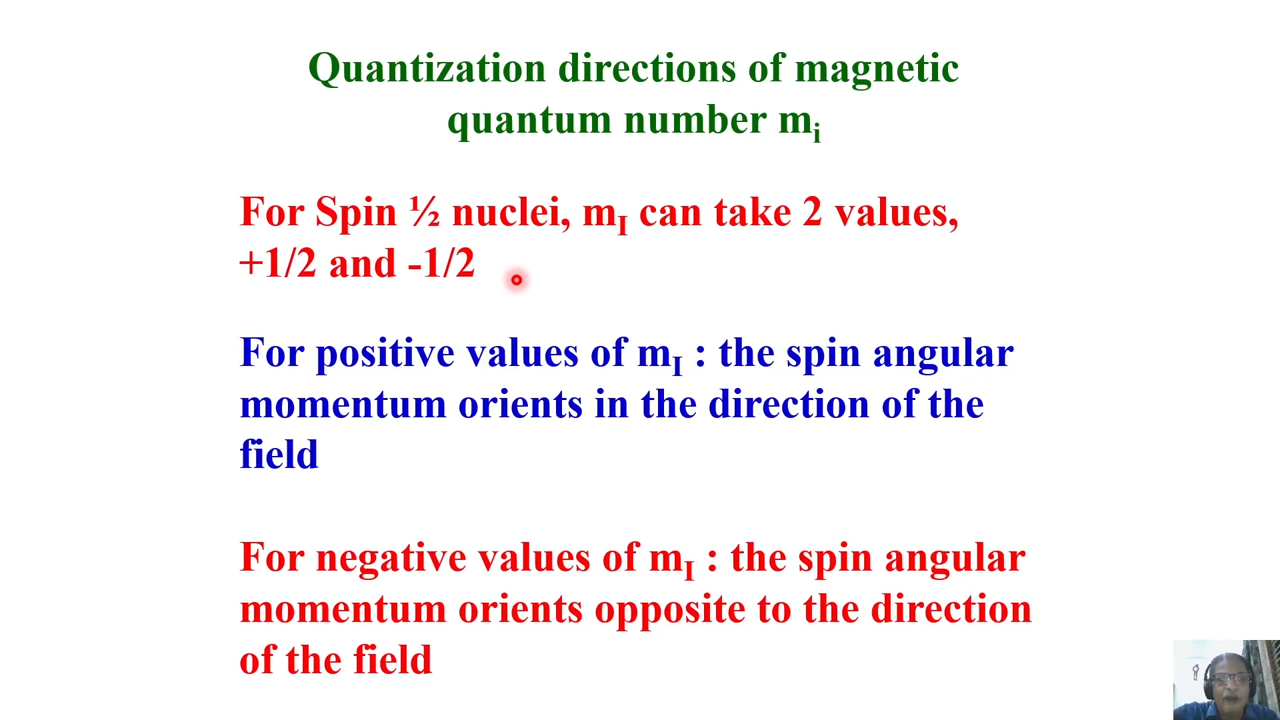 Quantization directions of magnetic
quantum number mi
For Spin ½ nuclei, mI can take 2 values,
+1/2 and -1/2
For positive values of mI : the spin angular
momentum orients in the direction of the
field
For negative values of mI : the spin angular
momentum orients opposite to the direction
of the field